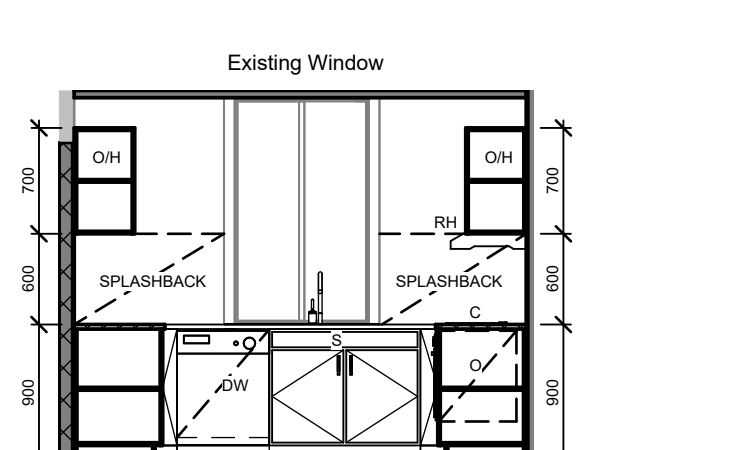 Existing Window
O/H
O/H
700
700
RH
600
SPLASHBACK
SPLASHBACK
600
C
S
O
DW
900
900